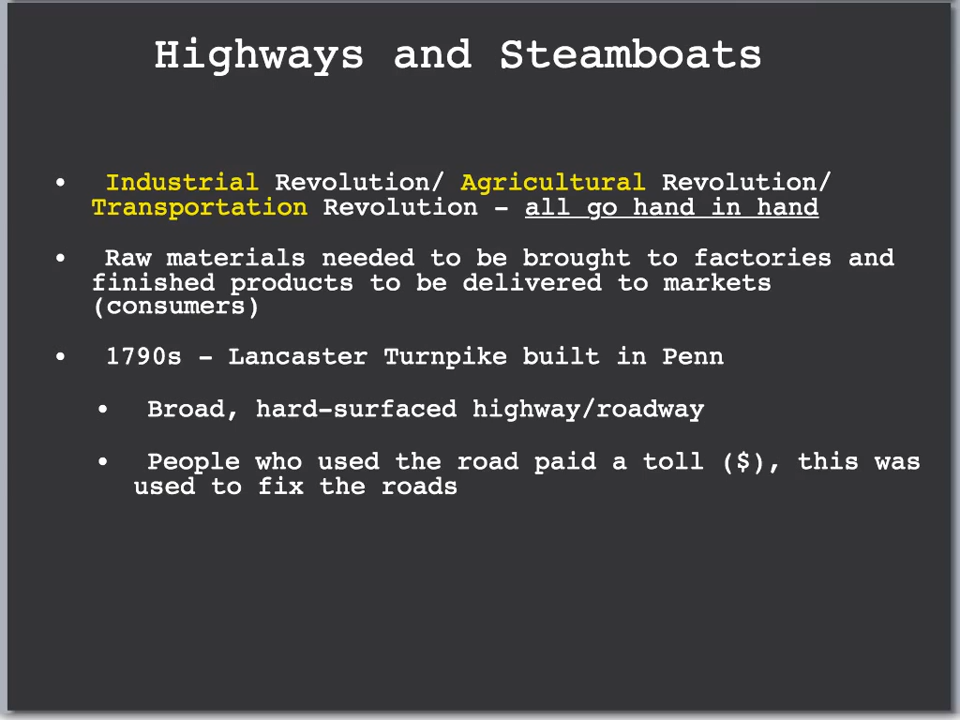 Highways and Steamboats
• Industrial Revolution/ Agricultural Revolution/
Transportation Revolution - all go hand in hand
• Raw materials needed to be brought to factories and
finished products to be delivered to markets
(consumers)
• 1790s - Lancaster Turnpike built in Penn
• Broad, hard-surfaced highway/roadway
• People who used the road paid a toll ($), this was
used to fix the roads